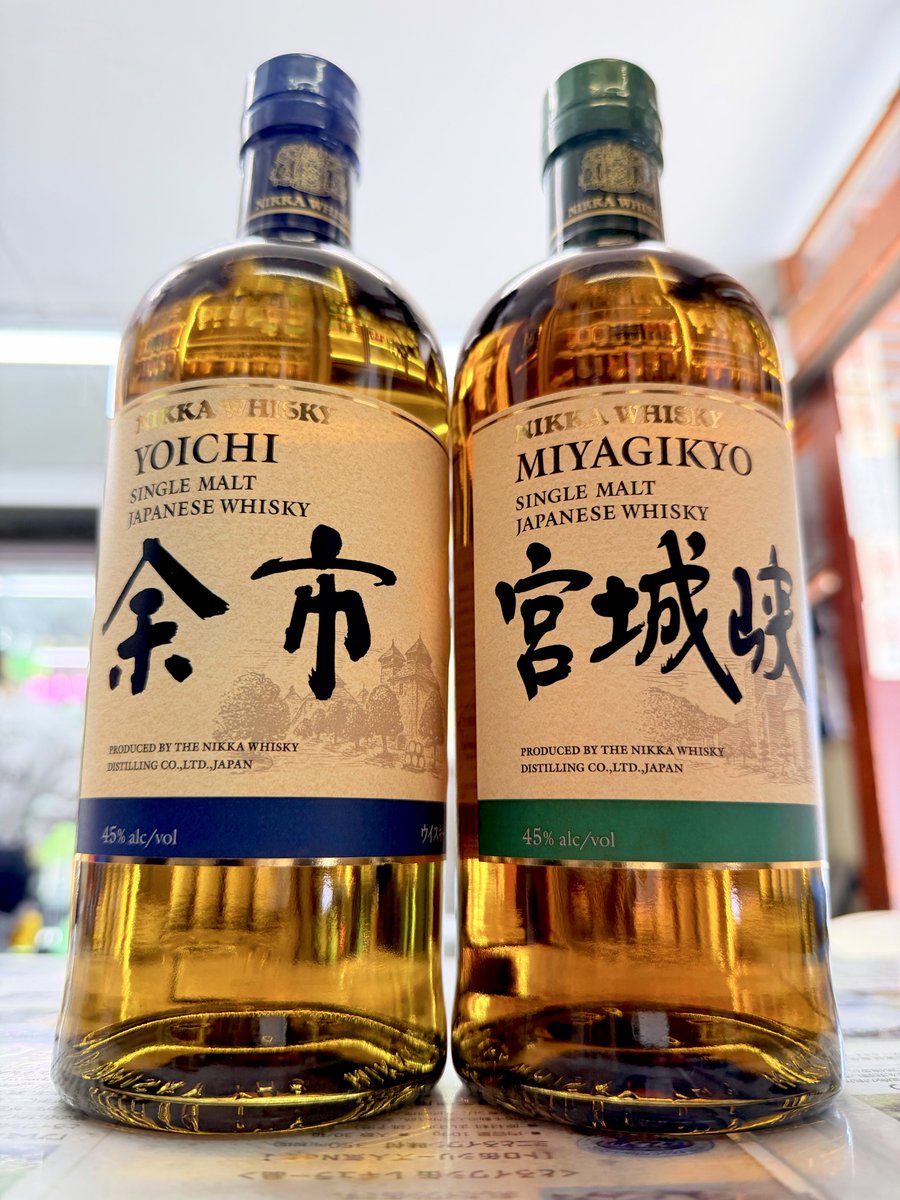 NIKKA WHISKY
NIKKA WHISKY
YOICHI
SINGLE MALT
JAPANESE WHISKY
余市
PRODUCED BY THE NIKKA WHISKY
DISTILLING CO.,LTD.,JAPAN
45% alc/vol
NIKKA WHISKY
NIKKA WHISKY
MIYAGIKYO
SINGLE MALT
JAPANESE WHISKY
宮城峡
PRODUCED BY THE NIKKA WHISKY
DISTILLING CO.,LTD.,JAPAN
45% alc/vol